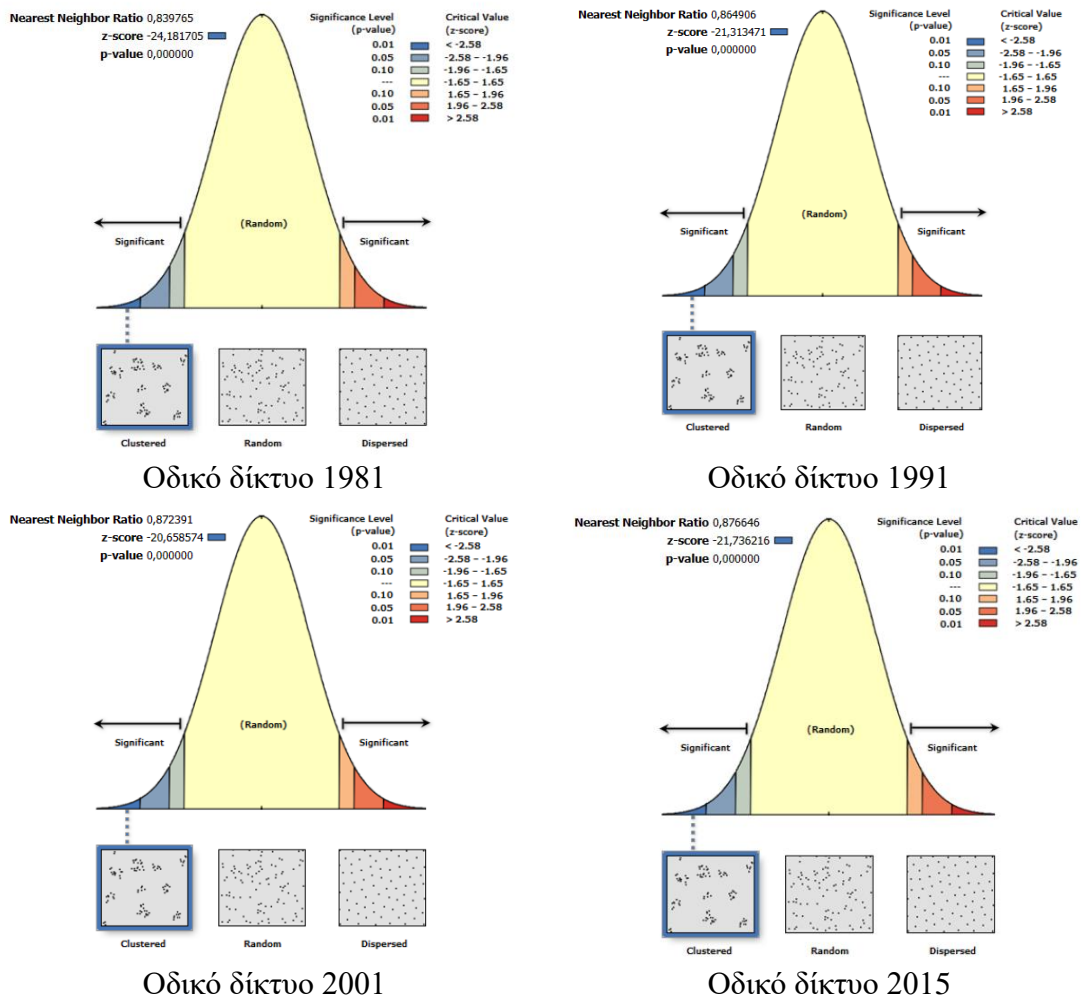 Nearest Neighbor Ratio 0,839765
z-score -24,181705
p-value 0,000000
Significance Level (p-value) Critical Value (z-score)
0.01 < -2.58
0.05 -2.58 – -1.96
0.10 -1.96 – -1.65
--- -1.65 – 1.65
0.10 1.65 – 1.96
0.05 1.96 – 2.58
0.01 > 2.58
(Random)
Significant Significant
Clustered Random Dispersed
Οδικό δίκτυο 1981
Nearest Neighbor Ratio 0,864906
z-score -21,313471
p-value 0,000000
Significance Level (p-value) Critical Value (z-score)
0.01 < -2.58
0.05 -2.58 – -1.96
0.10 -1.96 – -1.65
--- -1.65 – 1.65
0.10 1.65 – 1.96
0.05 1.96 – 2.58
0.01 > 2.58
(Random)
Significant Significant
Clustered Random Dispersed
Οδικό δίκτυο 1991
Nearest Neighbor Ratio 0,872391
z-score -20,658574
p-value 0,000000
Significance Level (p-value) Critical Value (z-score)
0.01 < -2.58
0.05 -2.58 – -1.96
0.10 -1.96 – -1.65
--- -1.65 – 1.65
0.10 1.65 – 1.96
0.05 1.96 – 2.58
0.01 > 2.58
(Random)
Significant Significant
Clustered Random Dispersed
Οδικό δίκτυο 2001
Nearest Neighbor Ratio 0,876646
z-score -21,736216
p-value 0,000000
Significance Level (p-value) Critical Value (z-score)
0.01 < -2.58
0.05 -2.58 – -1.96
0.10 -1.96 – -1.65
--- -1.65 – 1.65
0.10 1.65 – 1.96
0.05 1.96 – 2.58
0.01 > 2.58
(Random)
Significant Significant
Clustered Random Dispersed
Οδικό δίκτυο 2015